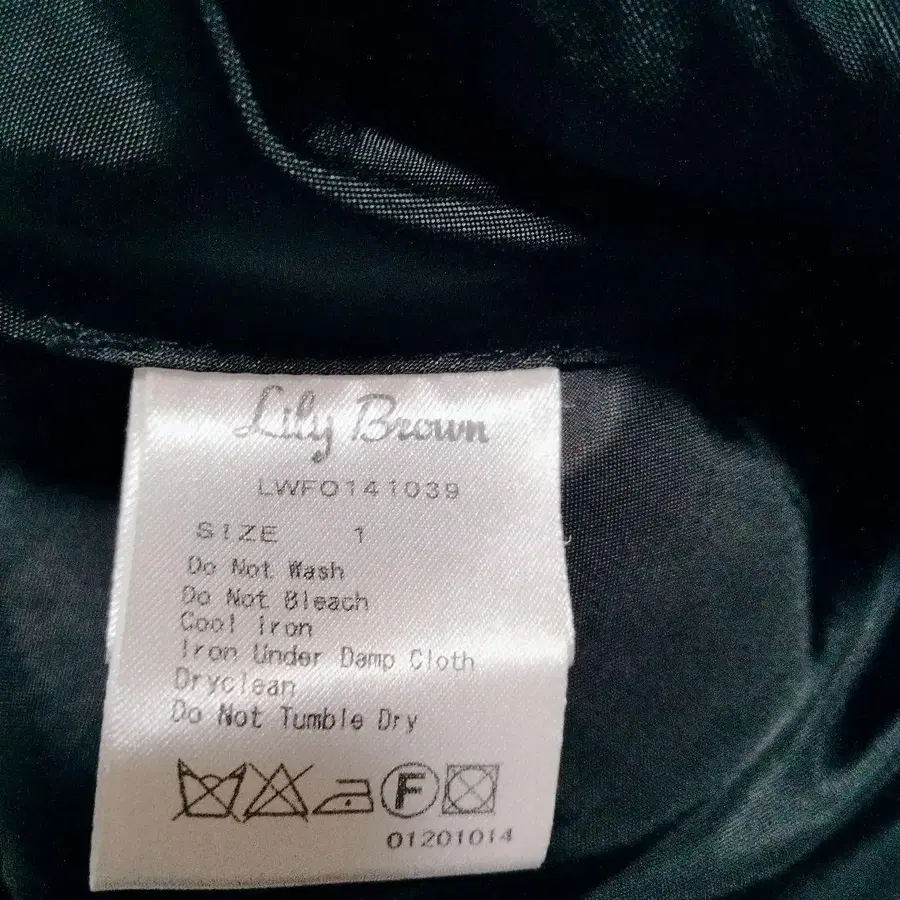 Lily Brown
LWFO141039
SIZE 1
Do Not Wash
Do Not Bleach
Cool Iron
Iron Under Damp Cloth
Dryclean
Do Not Tumble Dry
F
01201014